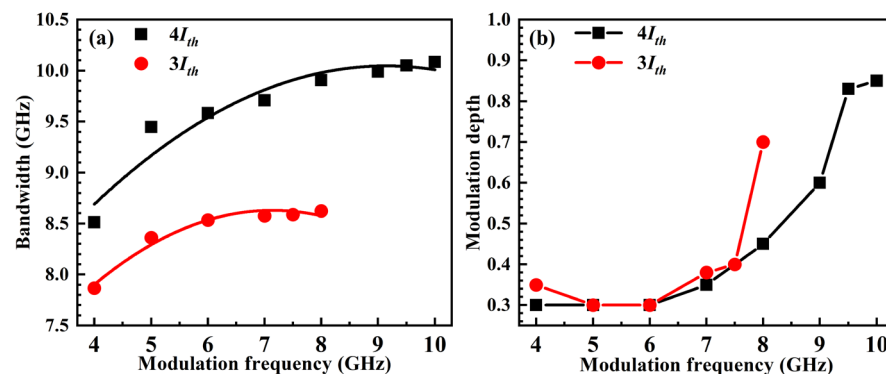 (a)
4Ith
3Ith
10.5
10.0
9.5
9.0
8.5
8.0
7.5
Bandwidth (GHz)
4 5 6 7 8 9 10
Modulation frequency (GHz)
(b)
4Ith
3Ith
1.0
0.9
0.8
0.7
0.6
0.5
0.4
0.3
Modulation depth
4 5 6 7 8 9 10
Modulation frequency (GHz)